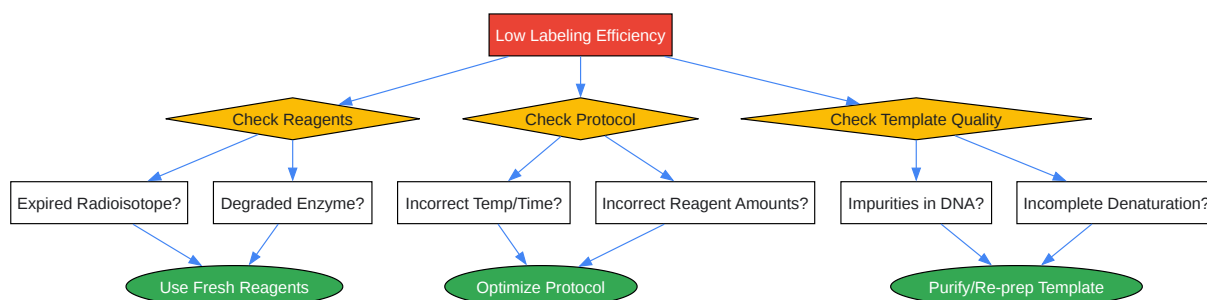 Low Labeling Efficiency
Check Reagents
Check Protocol
Check Template Quality
Expired Radioisotope?
Degraded Enzyme?
Incorrect Temp/Time?
Incorrect Reagent Amounts?
Impurities in DNA?
Incomplete Denaturation?
Use Fresh Reagents
Optimize Protocol
Purify/Re-prep Template